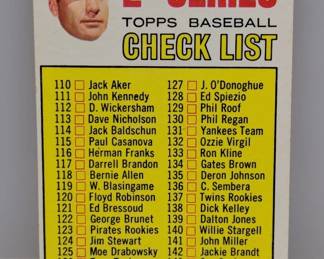 SERIES
TOPPS BASEBALL
CHECK LIST
110 Jack Aker
111 John Kennedy
112 D. Wickersham
113 Dave Nicholson
114 Jack Baldschun
115 Paul Casanova
116 Herman Franks
117 Darrell Brandon
118 Bernie Allen
119 W. Blasingame
120 Floyd Robinson
121 Ed Bressoud
122 George Brunet
123 Pirates Rookies
124 Jim Stewart
125 Moe Drabowsky
127 J. O'Donoghue
128 Ed Spiezio
129 Phil Roof
130 Phil Regan
131 Yankees Team
132 Ozzie Virgil
133 Ron Kline
134 Gates Brown
135 Deron Johnson
136 C. Sembera
137 Twins Rookies
138 Dick Kelley
139 Dalton Jones
140 Willie Stargell
141 John Miller
142 Jackie Brandt